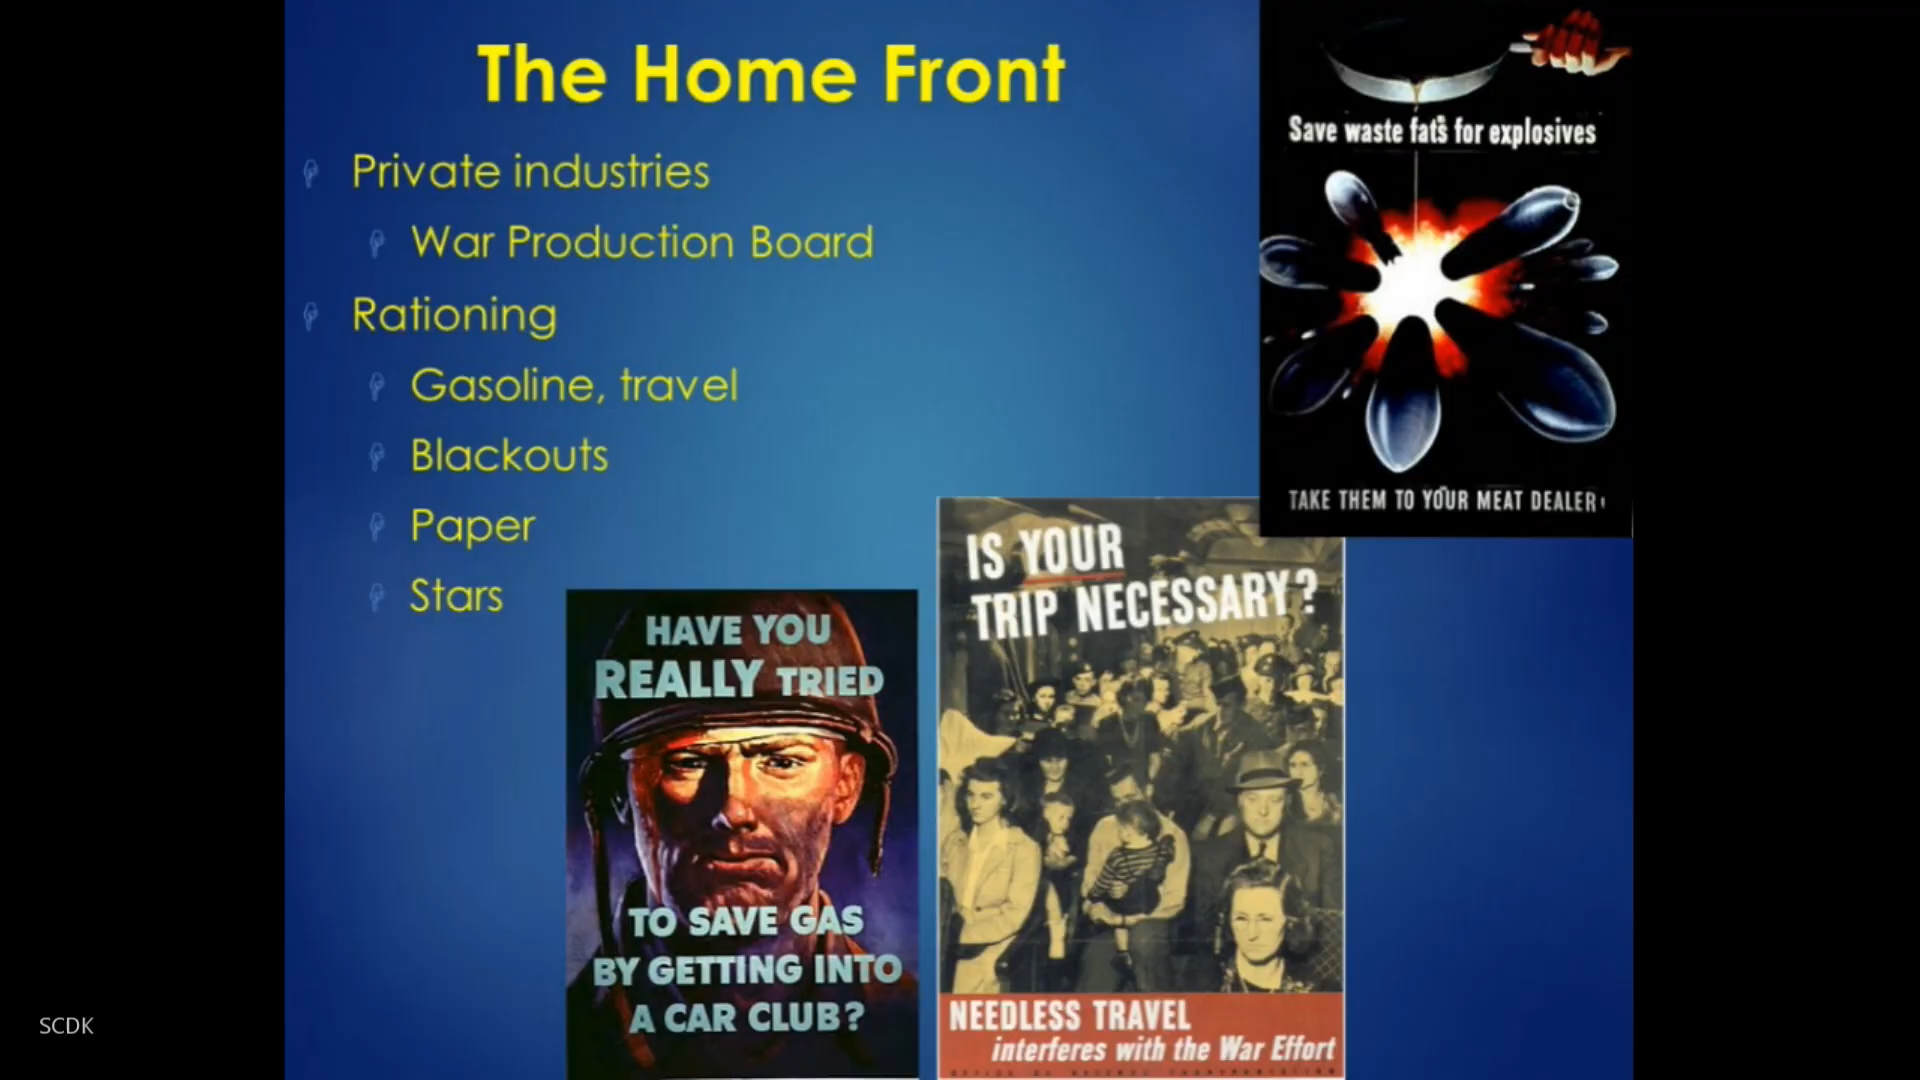 The Home Front
Private industries
War Production Board
Rationing
Gasoline, travel
Blackouts
Paper
Stars
Save waste fats for explosives
TAKE THEM TO YOUR MEAT DEALER
HAVE YOU
REALLY TRIED
TO SAVE GAS
BY GETTING INTO
A CAR CLUB?
IS YOUR
TRIP NECESSARY?
NEEDLESS TRAVEL
interferes with the War Effort
SCDK